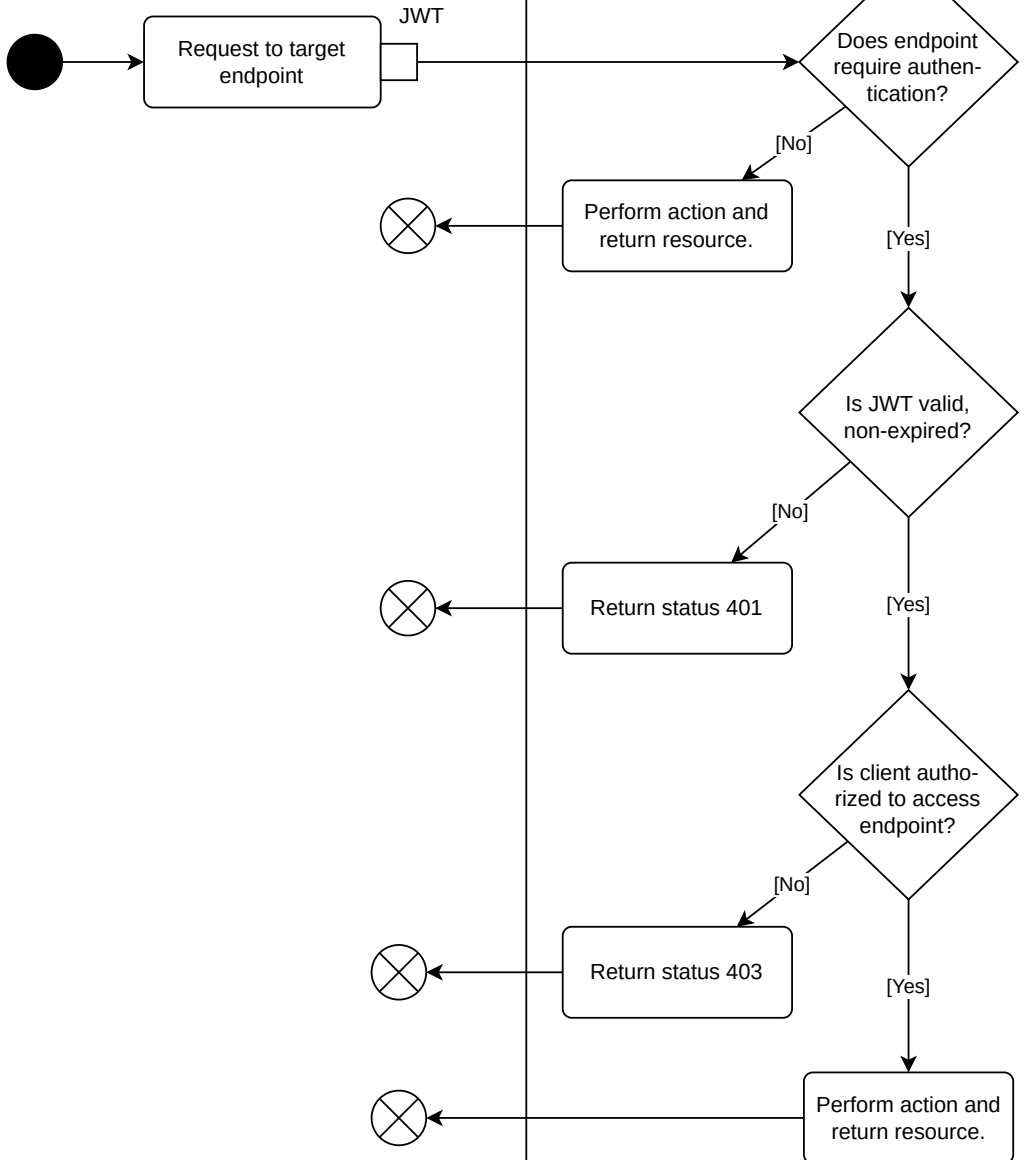 JWT
Request to target
endpoint
Does endpoint
require authen-
tication?
[No]
Perform action and
return resource.
[Yes]
Is JWT valid,
non-expired?
[No]
Return status 401
[Yes]
Is client autho-
rized to access
endpoint?
[No]
Return status 403
[Yes]
Perform action and
return resource.